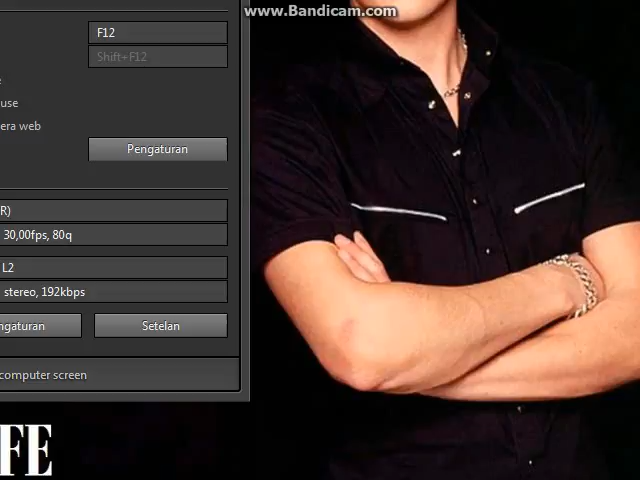 www.Bandicam.com
F12
Shift+F12
use
era web
Pengaturan
R)
30,00fps, 80q
L2
stereo, 192kbps
ngaturan
Setelan
computer screen
FE